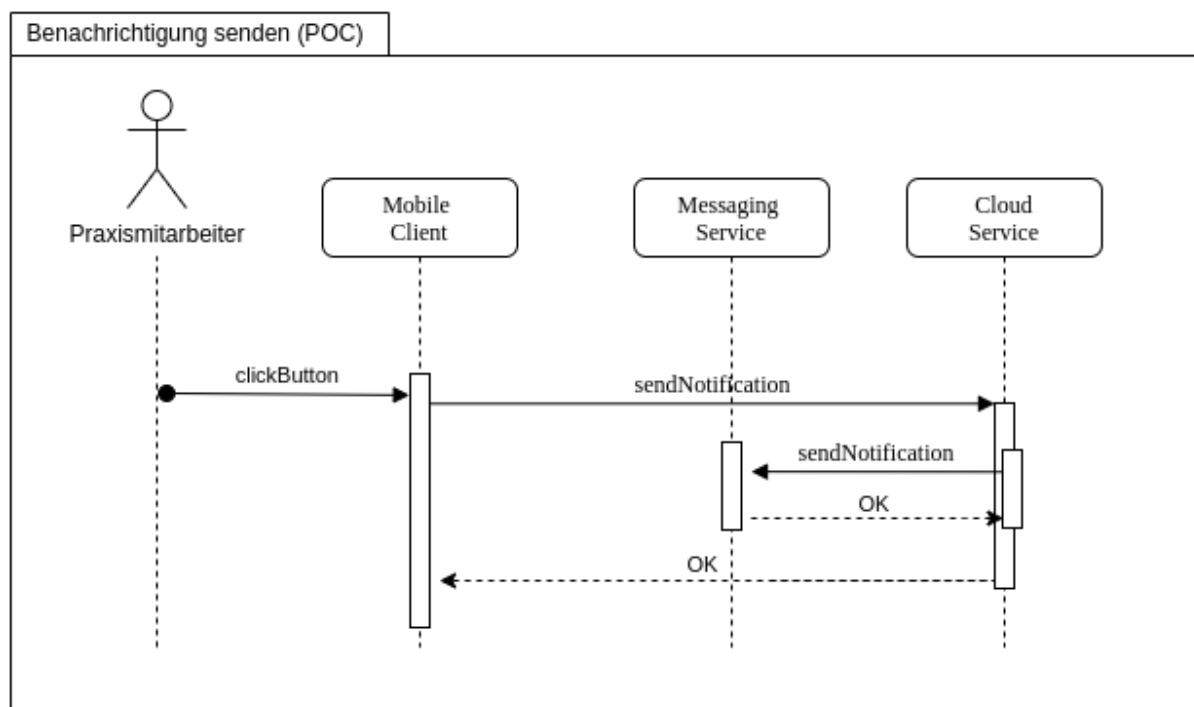 Benachrichtigung senden (POC)
Praxismitarbeiter
Mobile
Client
Messaging
Service
Cloud
Service
clickButton
sendNotification
sendNotification
OK
OK